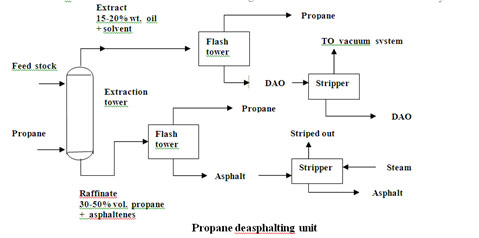 Extract
15-20% wt, oil
+ solvent
Propane
Flash
tower
TO vacuum svstem
Feed stock
DAO
Stripper
Extraction
tower
Propane
DAO
Propane
Flash
tower
Striped out
Asphalt
Stripper
Steam
Asphalt
Raffinate
30-50% vol, propane
+ asphaltenes
Propane deasphalting unit